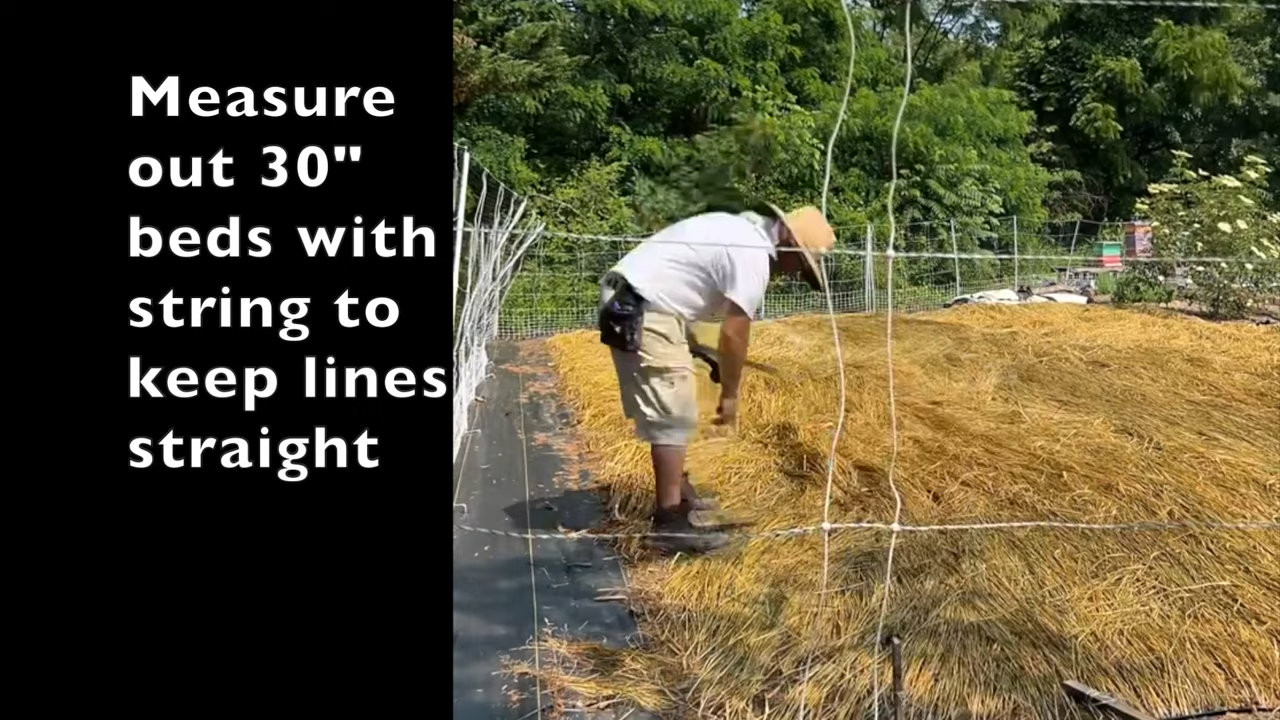 Measure
out 30"
beds with
string to
keep lines
straight